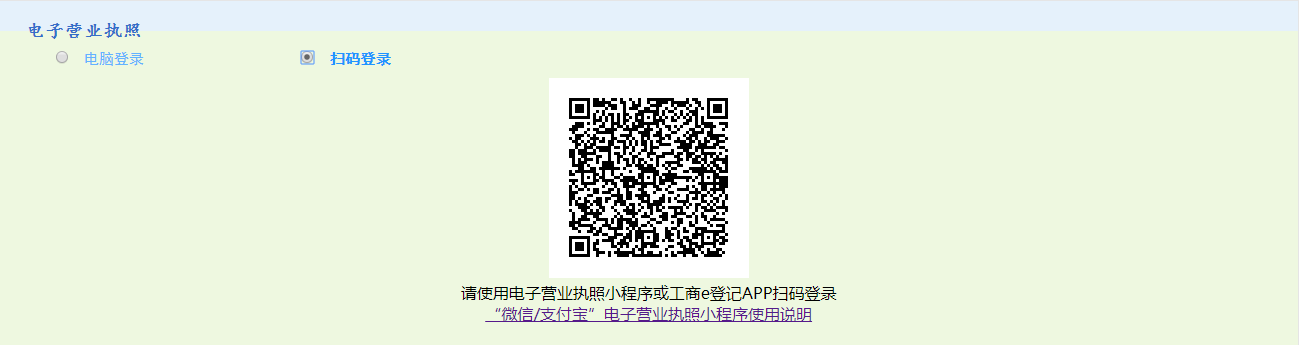 电子营业执照
电脑登录 扫码登录
请使用电子营业执照小程序或工商e登记APP扫码登录
“微信/支付宝”电子营业执照小程序使用说明